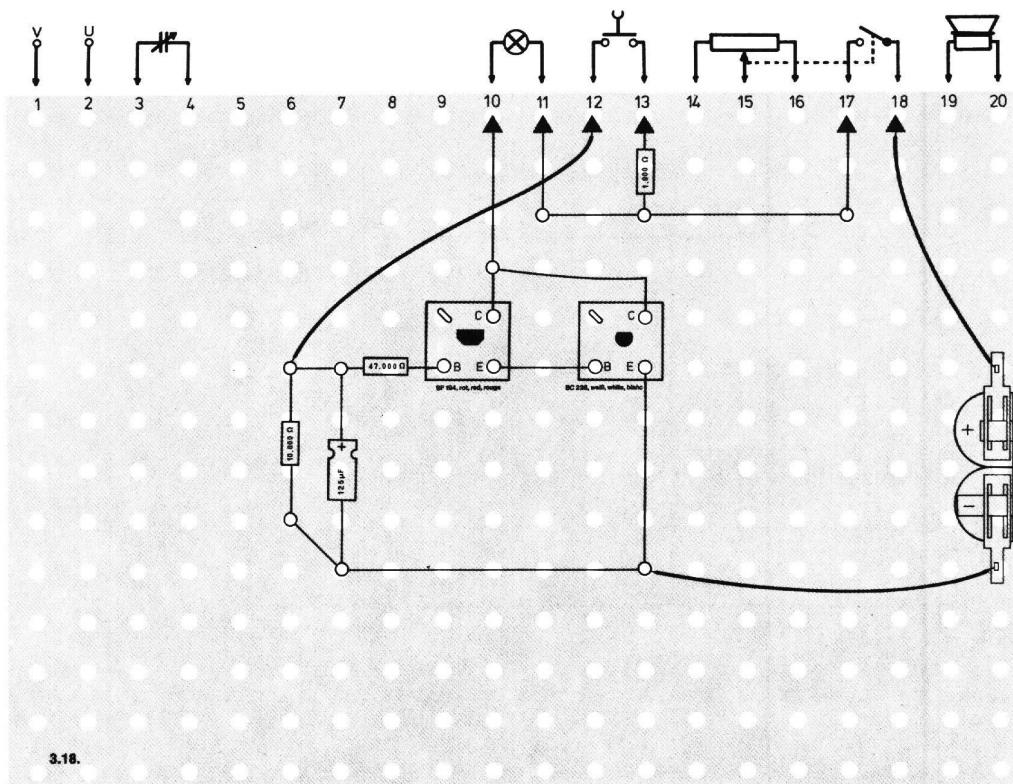 V U
1 2 3 4 5 6 7 8 9 10 11 12 13 14 15 16 17 18 19 20
1,000 Ω
C C
47,000 Ω B E B E
BF 194, rot, red, rouge BC 238, weiß, white, blanc
10,000 Ω
+
125µF
+
−
3.18.